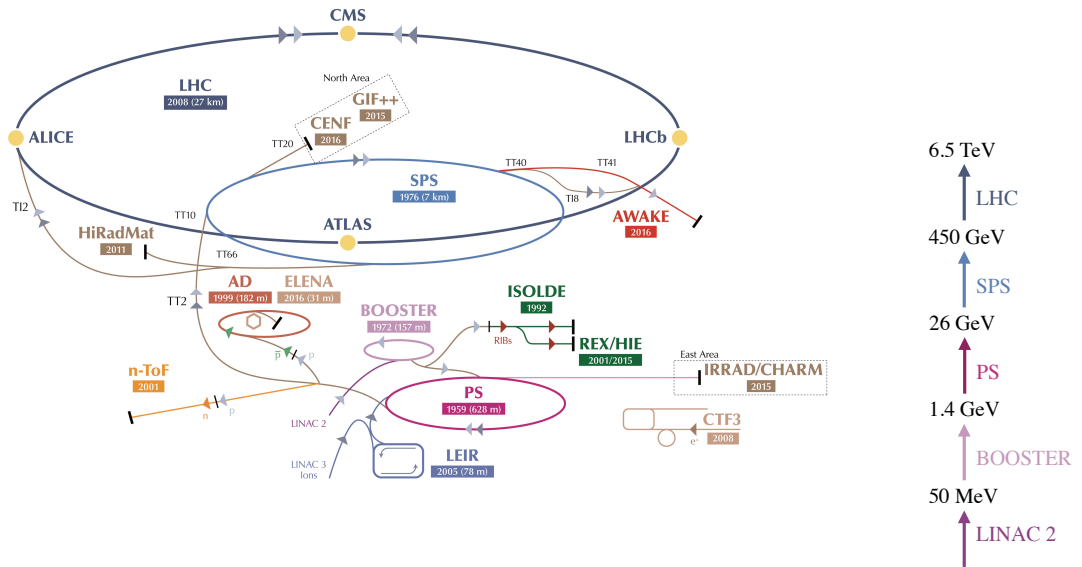 CMS
LHC
2008 (27 km)
North Area
GIF++
2015
CENF
2016
TT20
ALICE
LHCb
TT40
TT41
SPS
1976 (7 km)
TI8
TI2
TT10
ATLAS
AWAKE
2016
HiRadMat
2011
TT66
TT2
AD
1999 (182 m)
ELENA
2016 (31 m)
BOOSTER
1972 (157 m)
ISOLDE
1992
RIBs
REX/HIE
2001/2015
p
p
n-ToF
2001
n
p
East Area
IRRAD/CHARM
2015
PS
1959 (628 m)
LINAC 2
CTF3
2008
e-
LINAC 3
Ions
LEIR
2005 (78 m)
6.5 TeV
LHC
450 GeV
SPS
26 GeV
PS
1.4 GeV
BOOSTER
50 MeV
LINAC 2